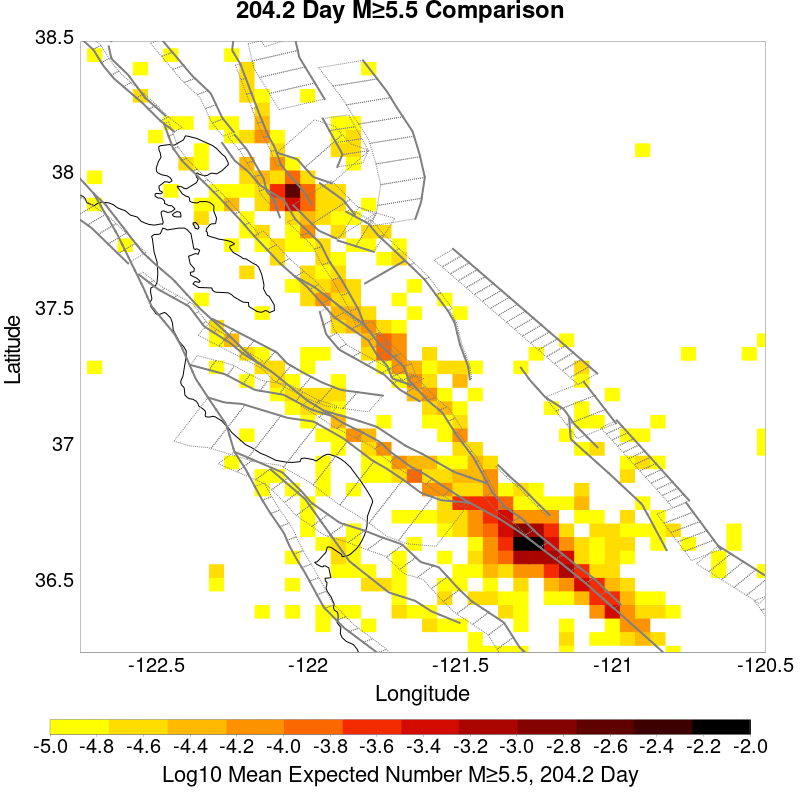 204.2 Day M≥5.5 Comparison
38.5
38
37.5
37
36.5
Latitude
-122.5 -122 -121.5 -121 -120.5
Longitude
-5.0 -4.8 -4.6 -4.4 -4.2 -4.0 -3.8 -3.6 -3.4 -3.2 -3.0 -2.8 -2.6 -2.4 -2.2 -2.0
Log10 Mean Expected Number M≥5.5, 204.2 Day